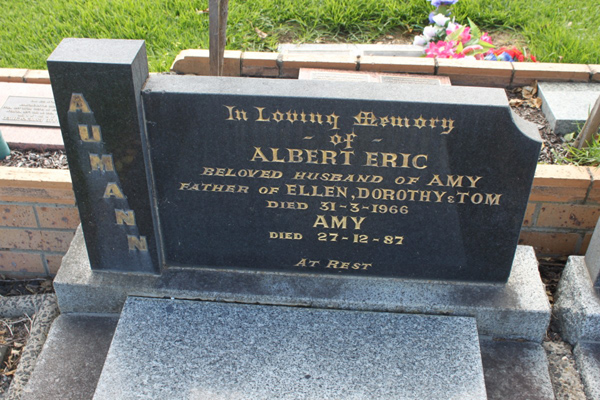 AUMANN
In Loving Memory
- of -
ALBERT ERIC
BELOVED HUSBAND OF AMY
FATHER OF ELLEN, DOROTHY & TOM
DIED 31-3-1966
AMY
DIED 27-12-87
AT REST